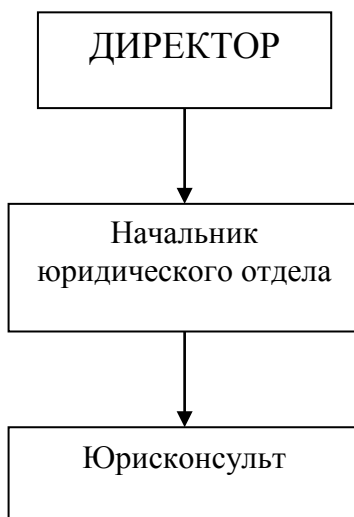 ДИРЕКТОР
Начальник
юридического отдела
Юрисконсульт